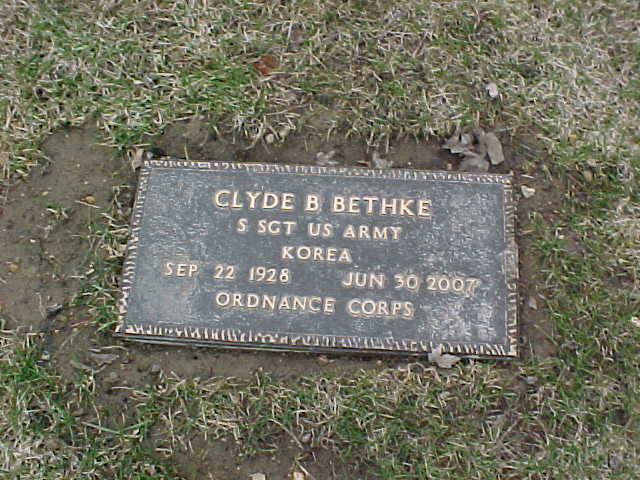 CLYDE B BETHKE
S SGT US ARMY
KOREA
SEP 22 1928 JUN 30 2007
ORDNANCE CORPS